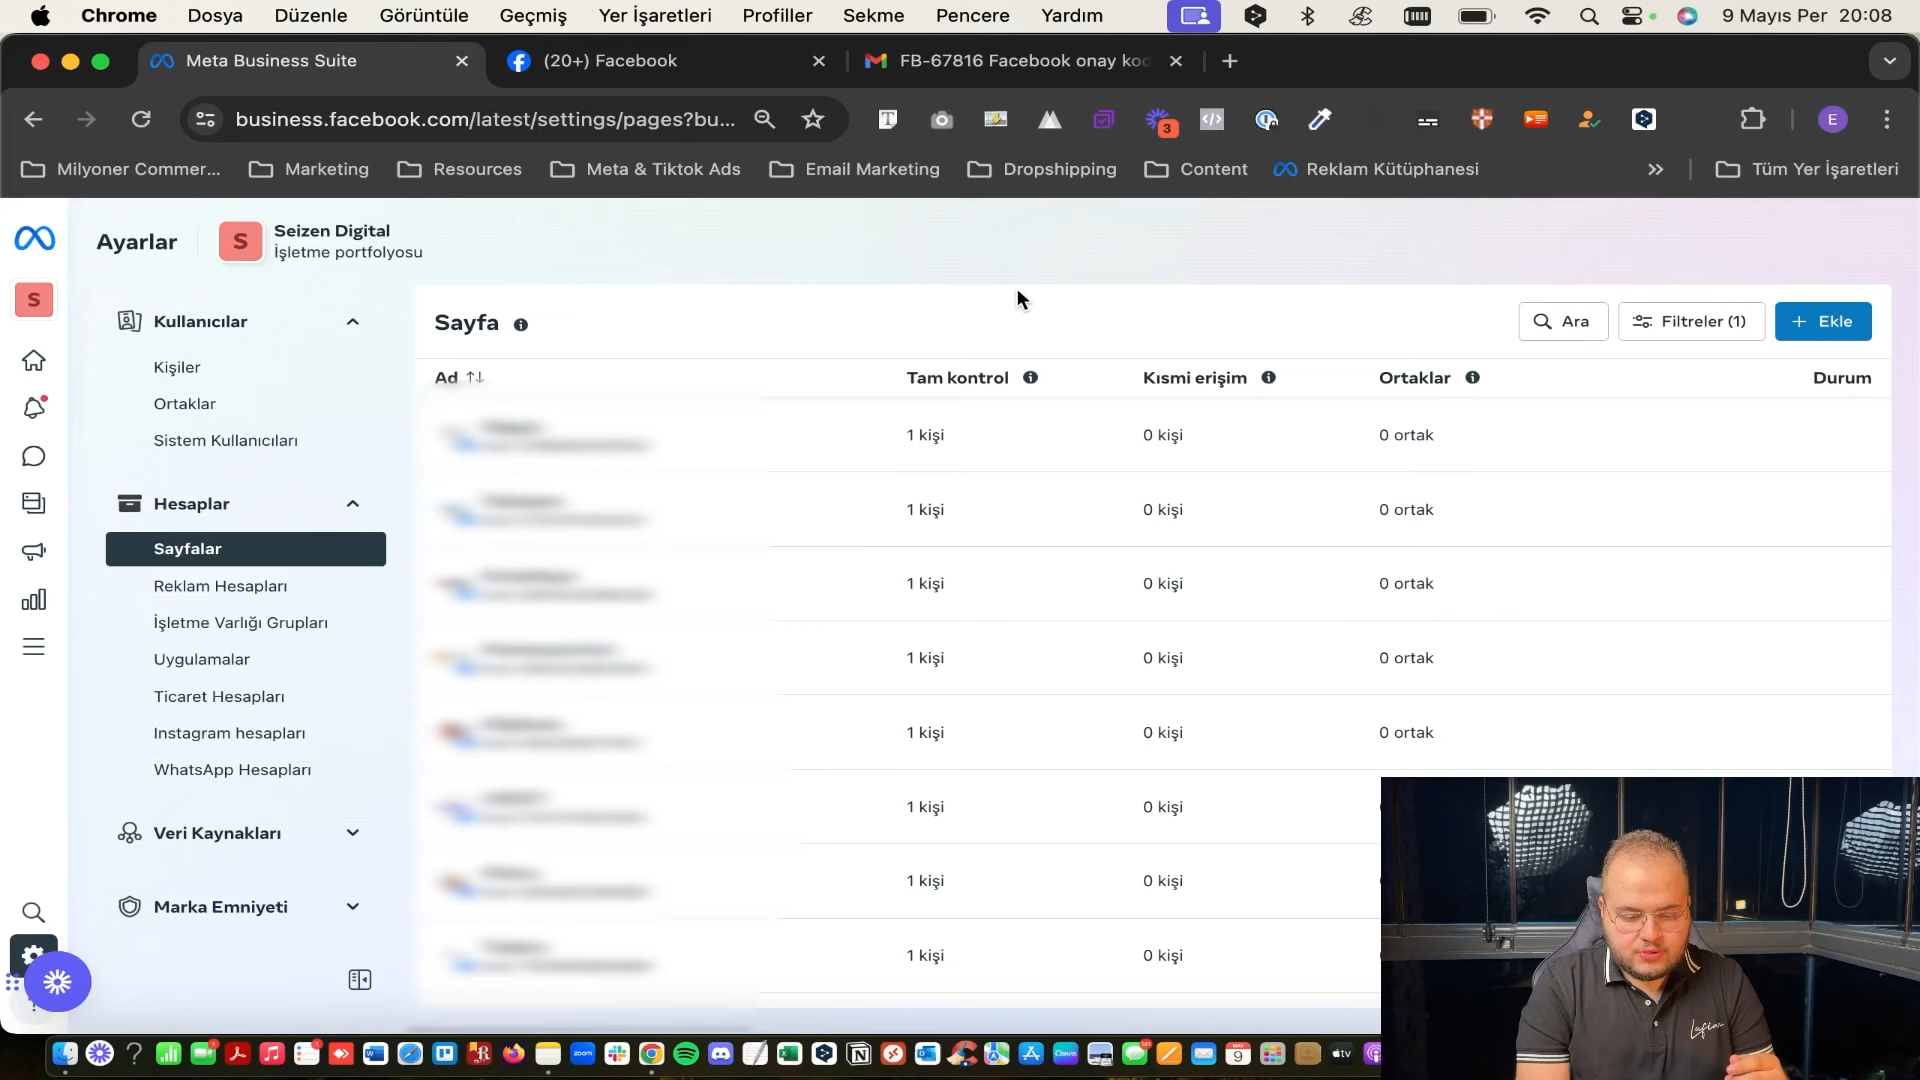 Chrome Dosya Düzenle Görüntüle Geçmiş Yer İşaretleri Profiller Sekme Pencere Yardım 9 Mayıs Per 20:08
Meta Business Suite (20+) Facebook FB-67816 Facebook onay kod
business.facebook.com/latest/settings/pages?bu... 3 E
Milyoner Commer... Marketing Resources Meta & Tiktok Ads Email Marketing Dropshipping Content Reklam Kütüphanesi Tüm Yer İşaretleri
Ayarlar S Seizen Digital
İşletme portfolyosu
S
Kullanıcılar
Kişiler
Ortaklar
Sistem Kullanıcıları
Hesaplar
Sayfalar
Reklam Hesapları
İşletme Varlığı Grupları
Uygulamalar
Ticaret Hesapları
Instagram hesapları
WhatsApp Hesapları
Veri Kaynakları
Marka Emniyeti
Sayfa Ara Filtreler (1) + Ekle
Ad Tam kontrol Kısmi erişim Ortaklar Durum
1 kişi 0 kişi 0 ortak
1 kişi 0 kişi 0 ortak
1 kişi 0 kişi 0 ortak
1 kişi 0 kişi 0 ortak
1 kişi 0 kişi 0 ortak
1 kişi 0 kişi
1 kişi 0 kişi
1 kişi 0 kişi
Lufian
zoom Canva 9 tv